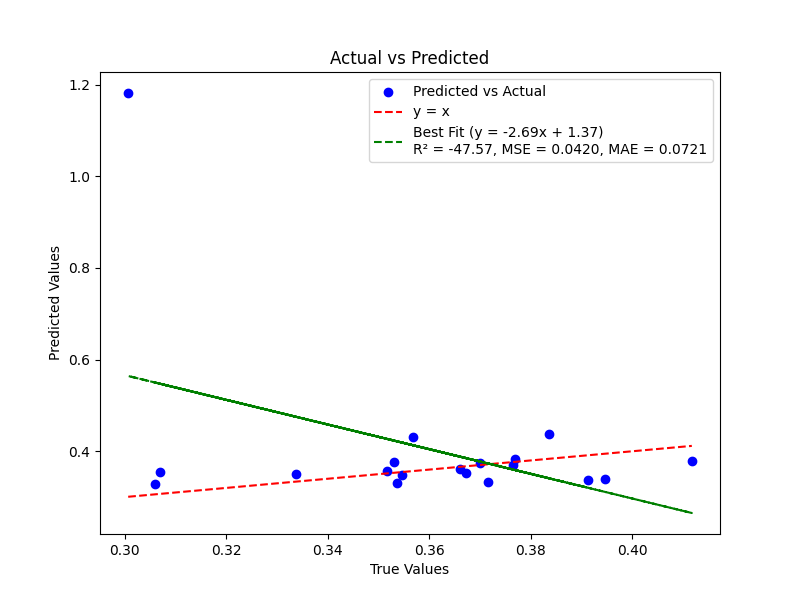 Actual vs Predicted
Predicted vs Actual
y = x
Best Fit (y = -2.69x + 1.37)
R² = -47.57, MSE = 0.0420, MAE = 0.0721
Predicted Values
1.2
1.0
0.8
0.6
0.4
0.30 0.32 0.34 0.36 0.38 0.40
True Values